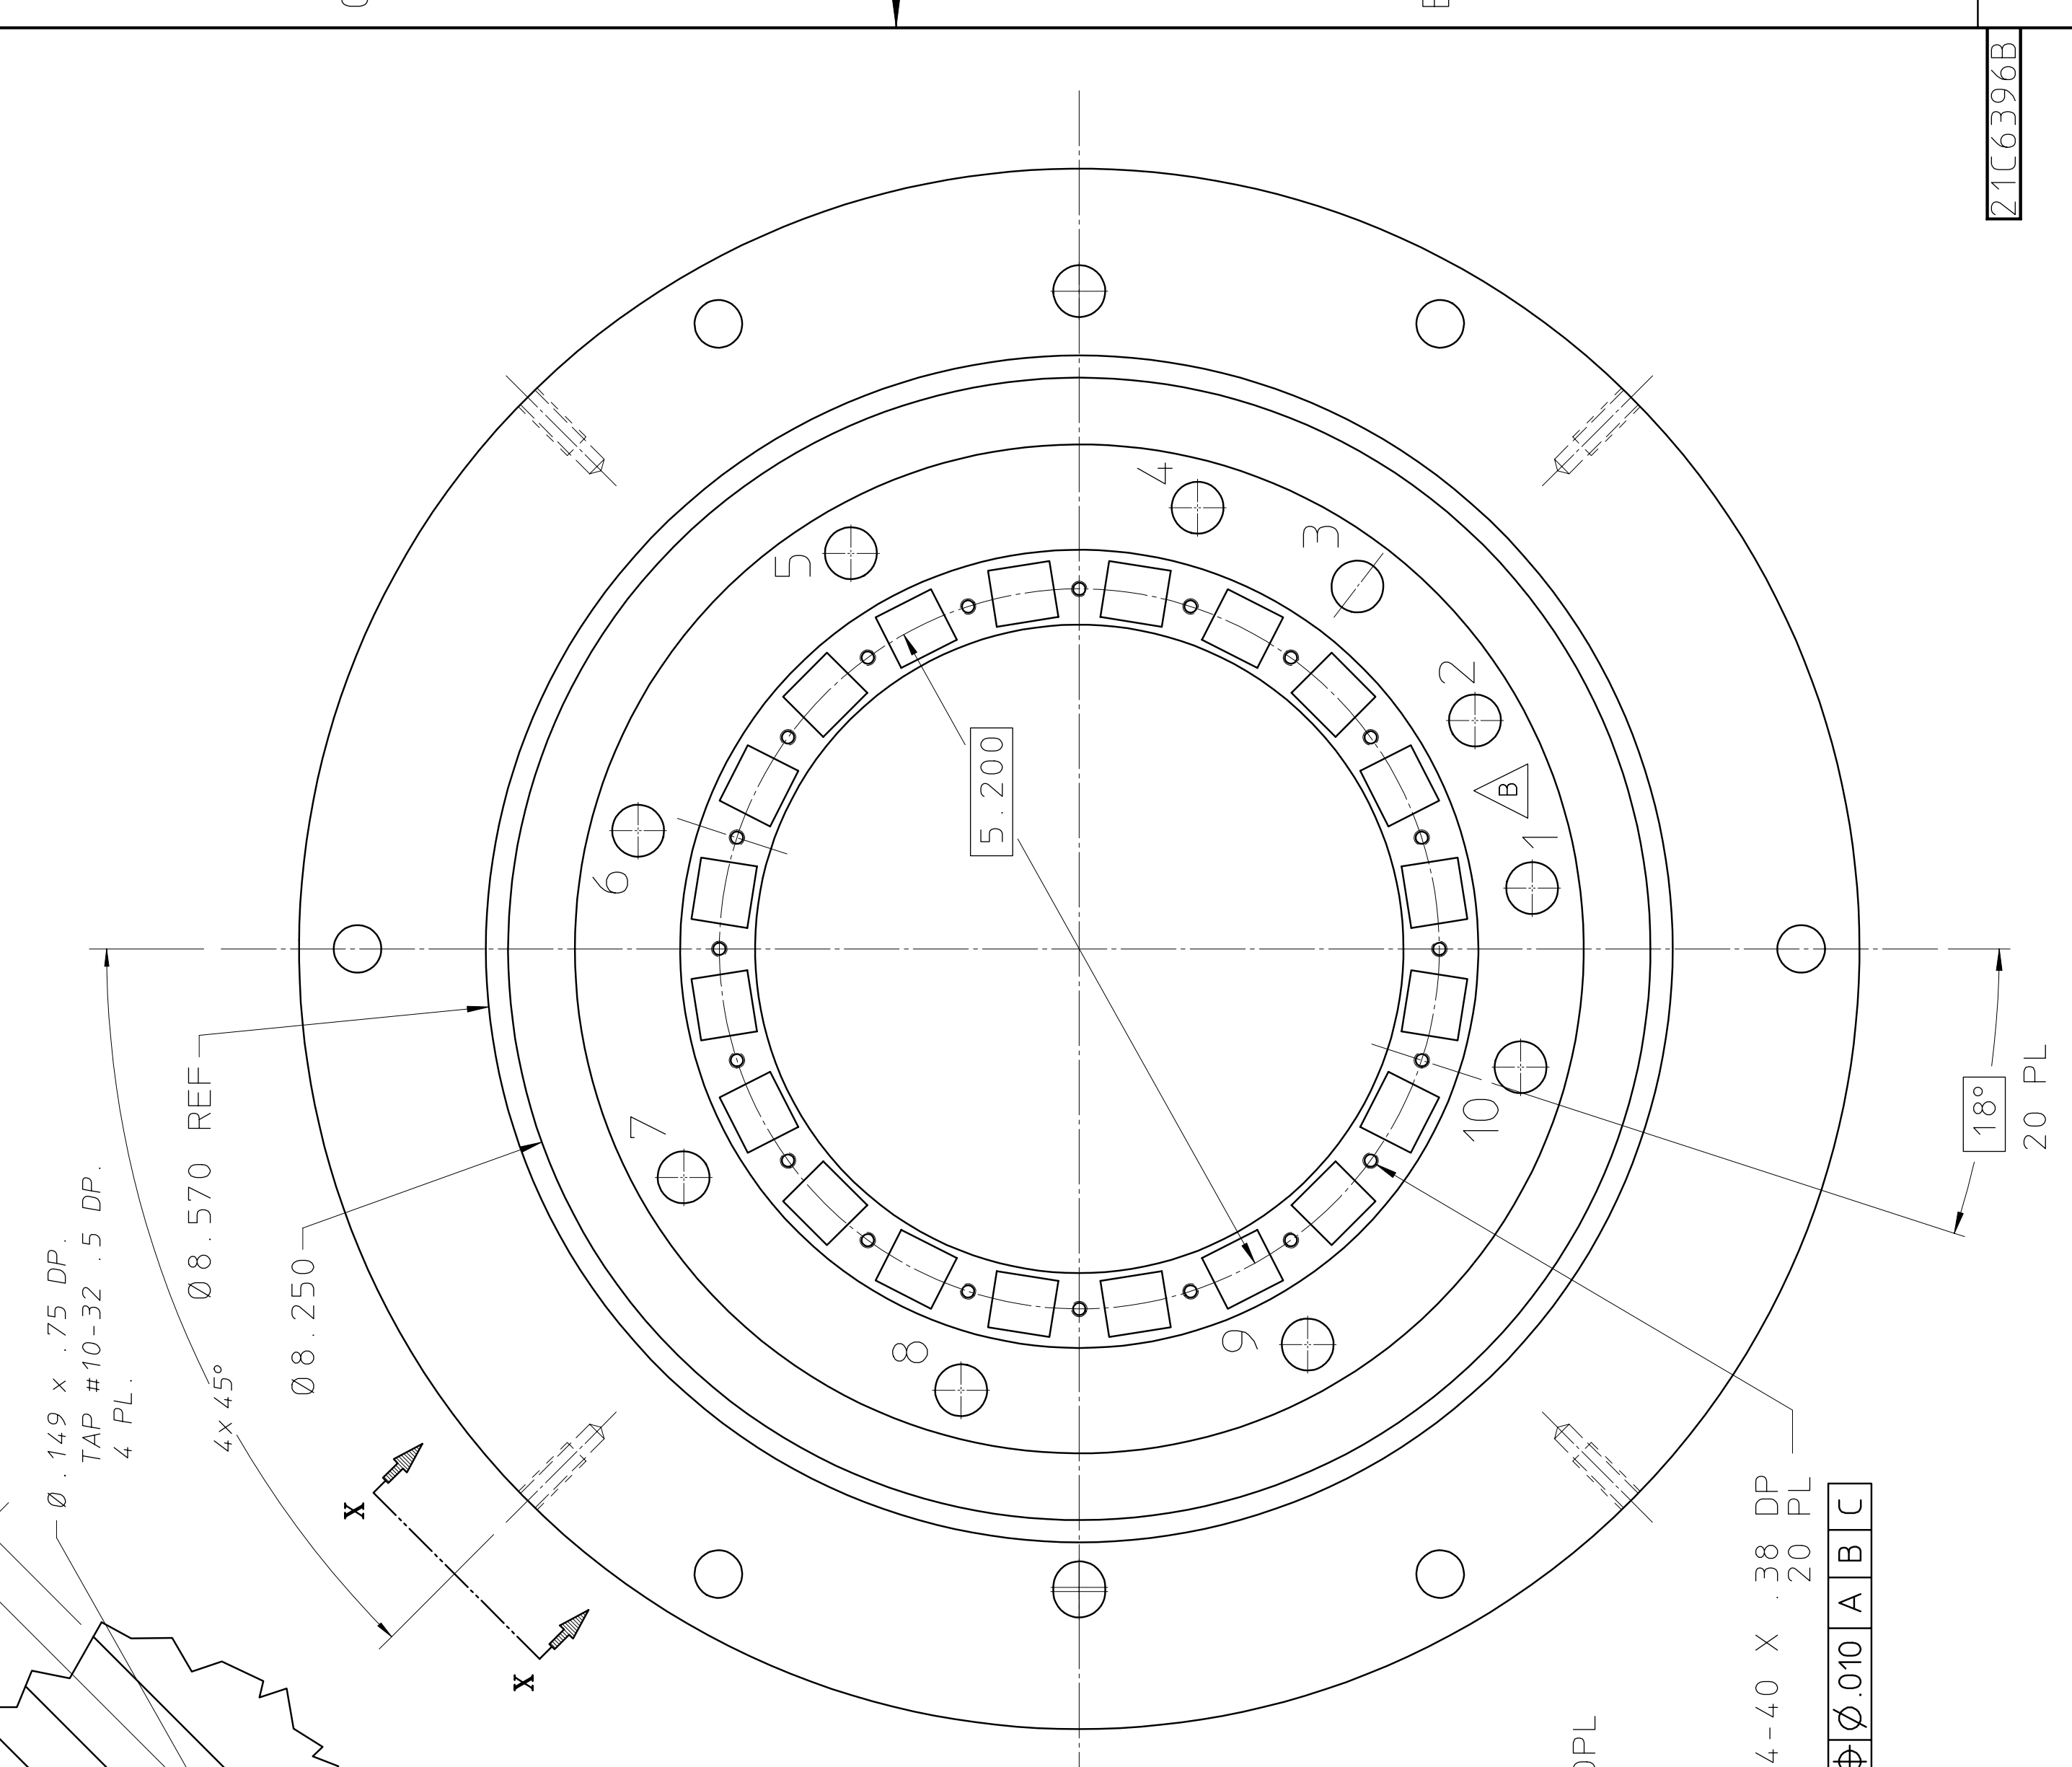 21C6396B
4
3
5
2
B
5.200
1
6
18°
20 PL
Ø8.570 REF
7
10
Ø.149 x .75 DP.
TAP #10-32 .5 DP.
4 PL.
Ø8.250
4x 45°
9
8
X
X
4-40 X .38 DP
20 PL
⌖ Ø.010 A B C